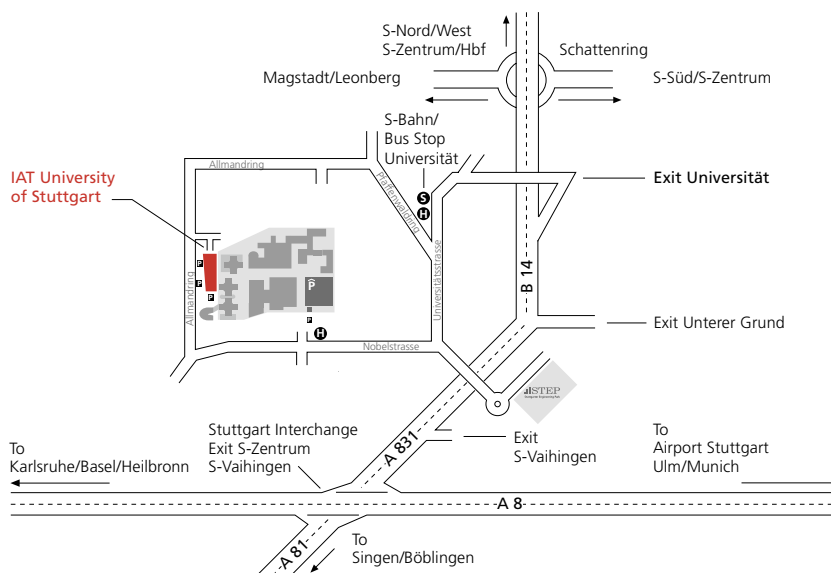 S-Nord/West
S-Zentrum/Hbf
Schattenring
Magstadt/Leonberg
S-Süd/S-Zentrum
S-Bahn/
Bus Stop
Universität
Allmandring
Pfaffenwaldring
IAT University
of Stuttgart
Exit Universität
S
H
Universitätsstrasse
B 14
P
P
P
P
Allmandring
P
H
Nobelstrasse
Exit Unterer Grund
STEP
Stuttgart Interchange
Exit S-Zentrum
S-Vaihingen
A 831
Exit
S-Vaihingen
To
Karlsruhe/Basel/Heilbronn
To
Airport Stuttgart
Ulm/Munich
A 8
A 81
To
Singen/Böblingen